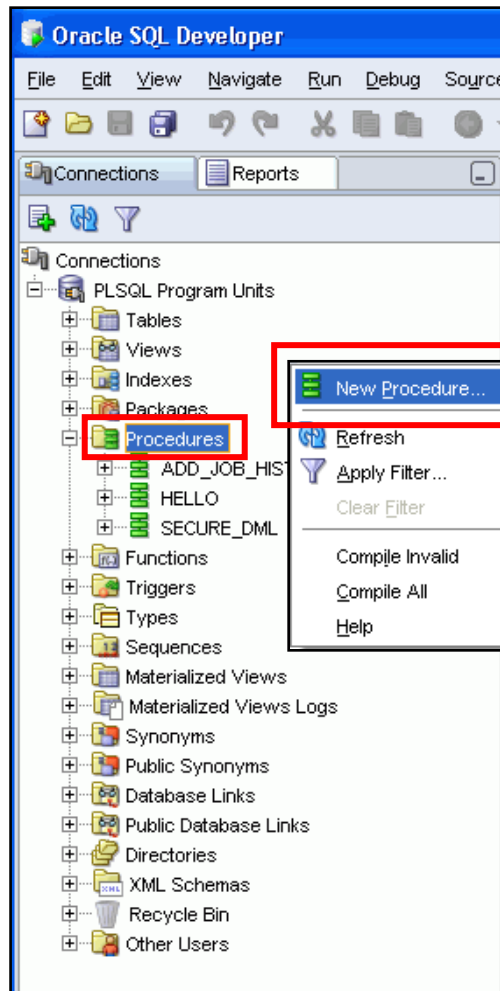 Oracle SQL Developer
File Edit View Navigate Run Debug Source
Connections Reports
Connections
PLSQL Program Units
Tables
Views
Indexes
Packages
Procedures
ADD_JOB_HIST
HELLO
SECURE_DML
Functions
Triggers
Types
Sequences
Materialized Views
Materialized Views Logs
Synonyms
Public Synonyms
Database Links
Public Database Links
Directories
XML Schemas
Recycle Bin
Other Users
New Procedure...
Refresh
Apply Filter...
Clear Filter
Compile Invalid
Compile All
Help